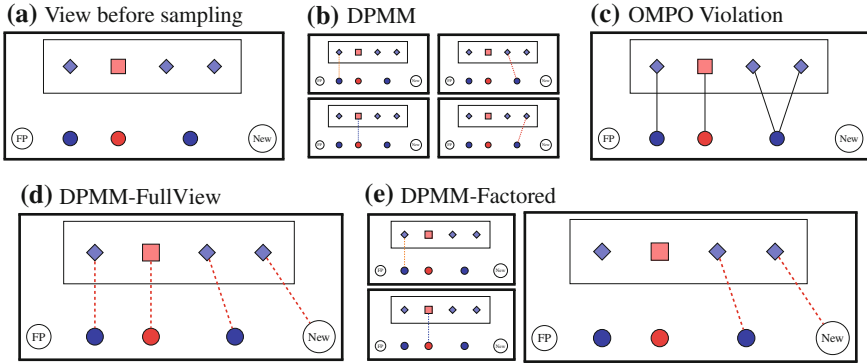 (a) View before sampling
FP
New
(b) DPMM
FP
New
FP
New
FP
New
FP
New
(c) OMPO Violation
FP
New
(d) DPMM-FullView
FP
New
(e) DPMM-Factored
FP
New
FP
New
FP
New